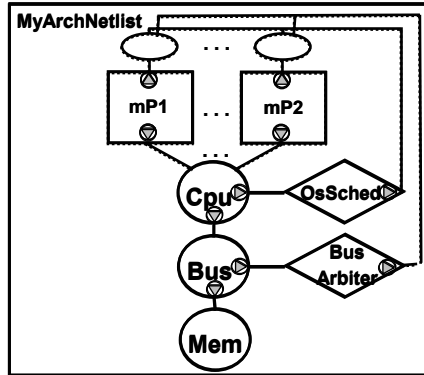 MyArchNetlist
. . .
mP1 . . . mP2
. . .
Cpu
OsSched
Bus
Bus
Arbiter
Mem